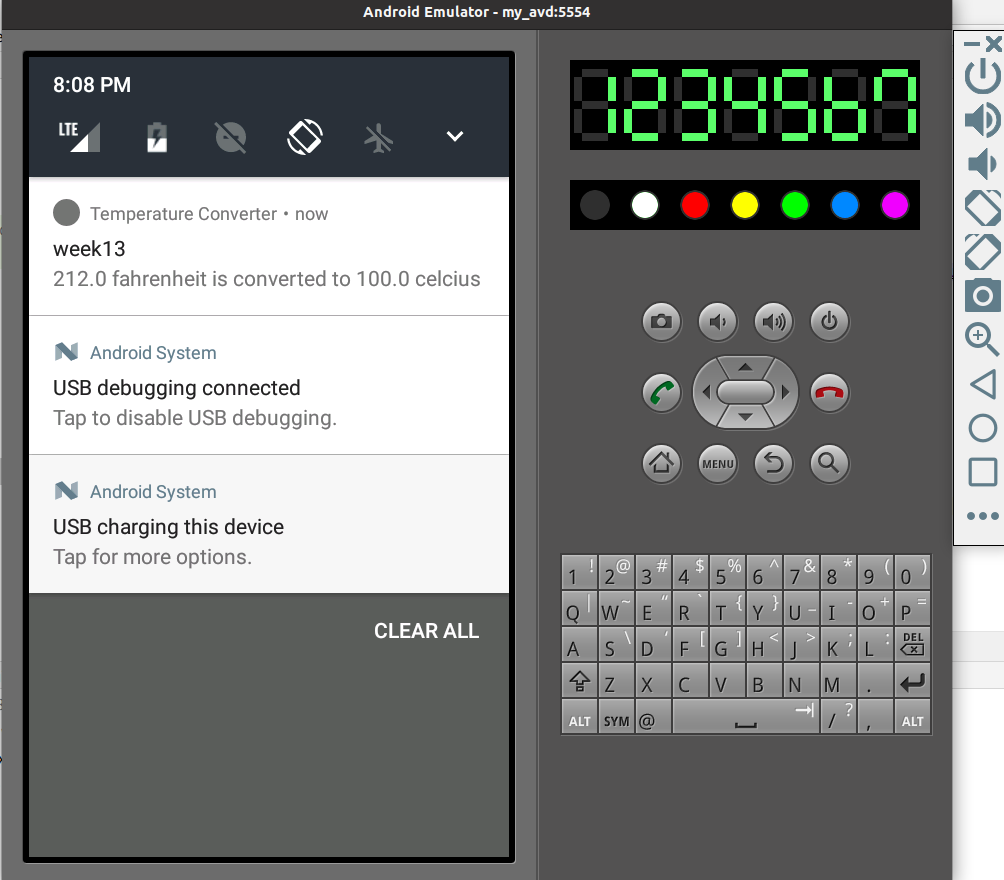 Android Emulator - my_avd:5554
8:08 PM
LTE
Temperature Converter • now
week13
212.0 fahrenheit is converted to 100.0 celcius
Android System
USB debugging connected
Tap to disable USB debugging.
Android System
USB charging this device
Tap for more options.
CLEAR ALL
1234567
MENU
1 ! 2 @ 3 # 4 $ 5 % 6 ^ 7 & 8 * 9 ( 0 )
Q | W ~ E “ R ` T { Y } U _ I - O + P =
A S \ D ‘ F [ G ] H < J > K ; L : DEL
Z X C V B N M .
ALT SYM @ / ? , ALT